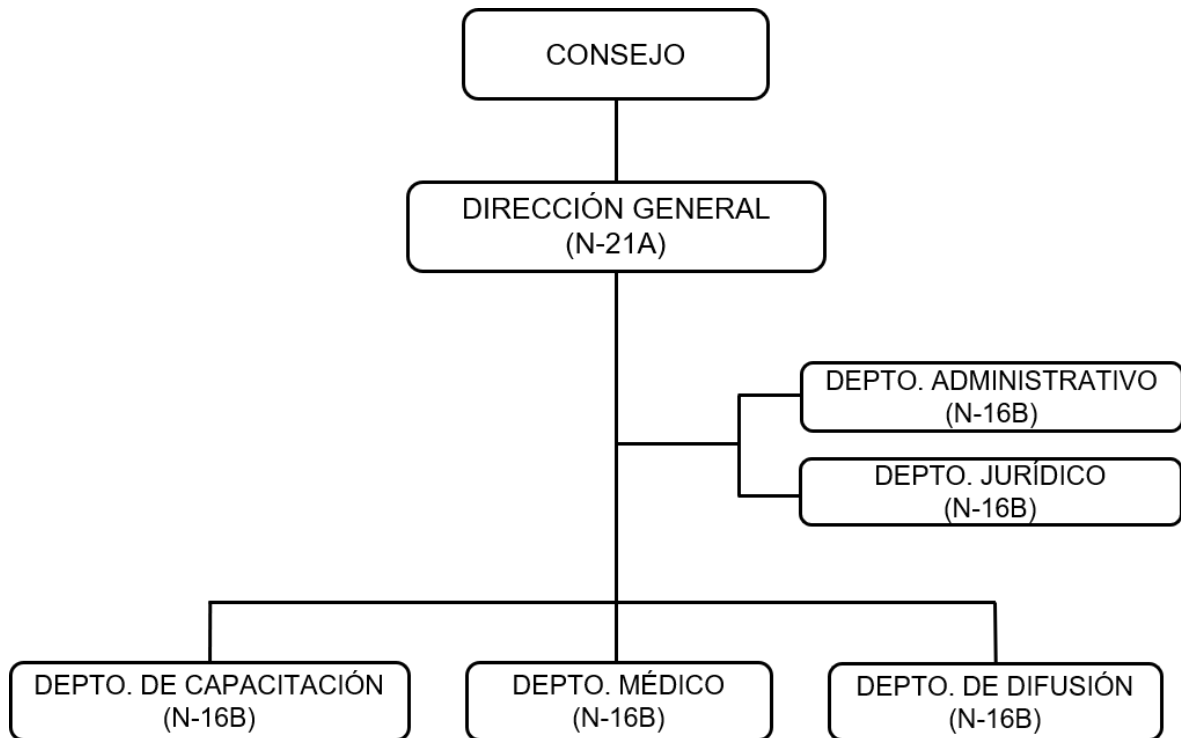 CONSEJO
DIRECCIÓN GENERAL
(N-21A)
DEPTO. ADMINISTRATIVO
(N-16B)
DEPTO. JURÍDICO
(N-16B)
DEPTO. DE CAPACITACIÓN
(N-16B)
DEPTO. MÉDICO
(N-16B)
DEPTO. DE DIFUSIÓN
(N-16B)